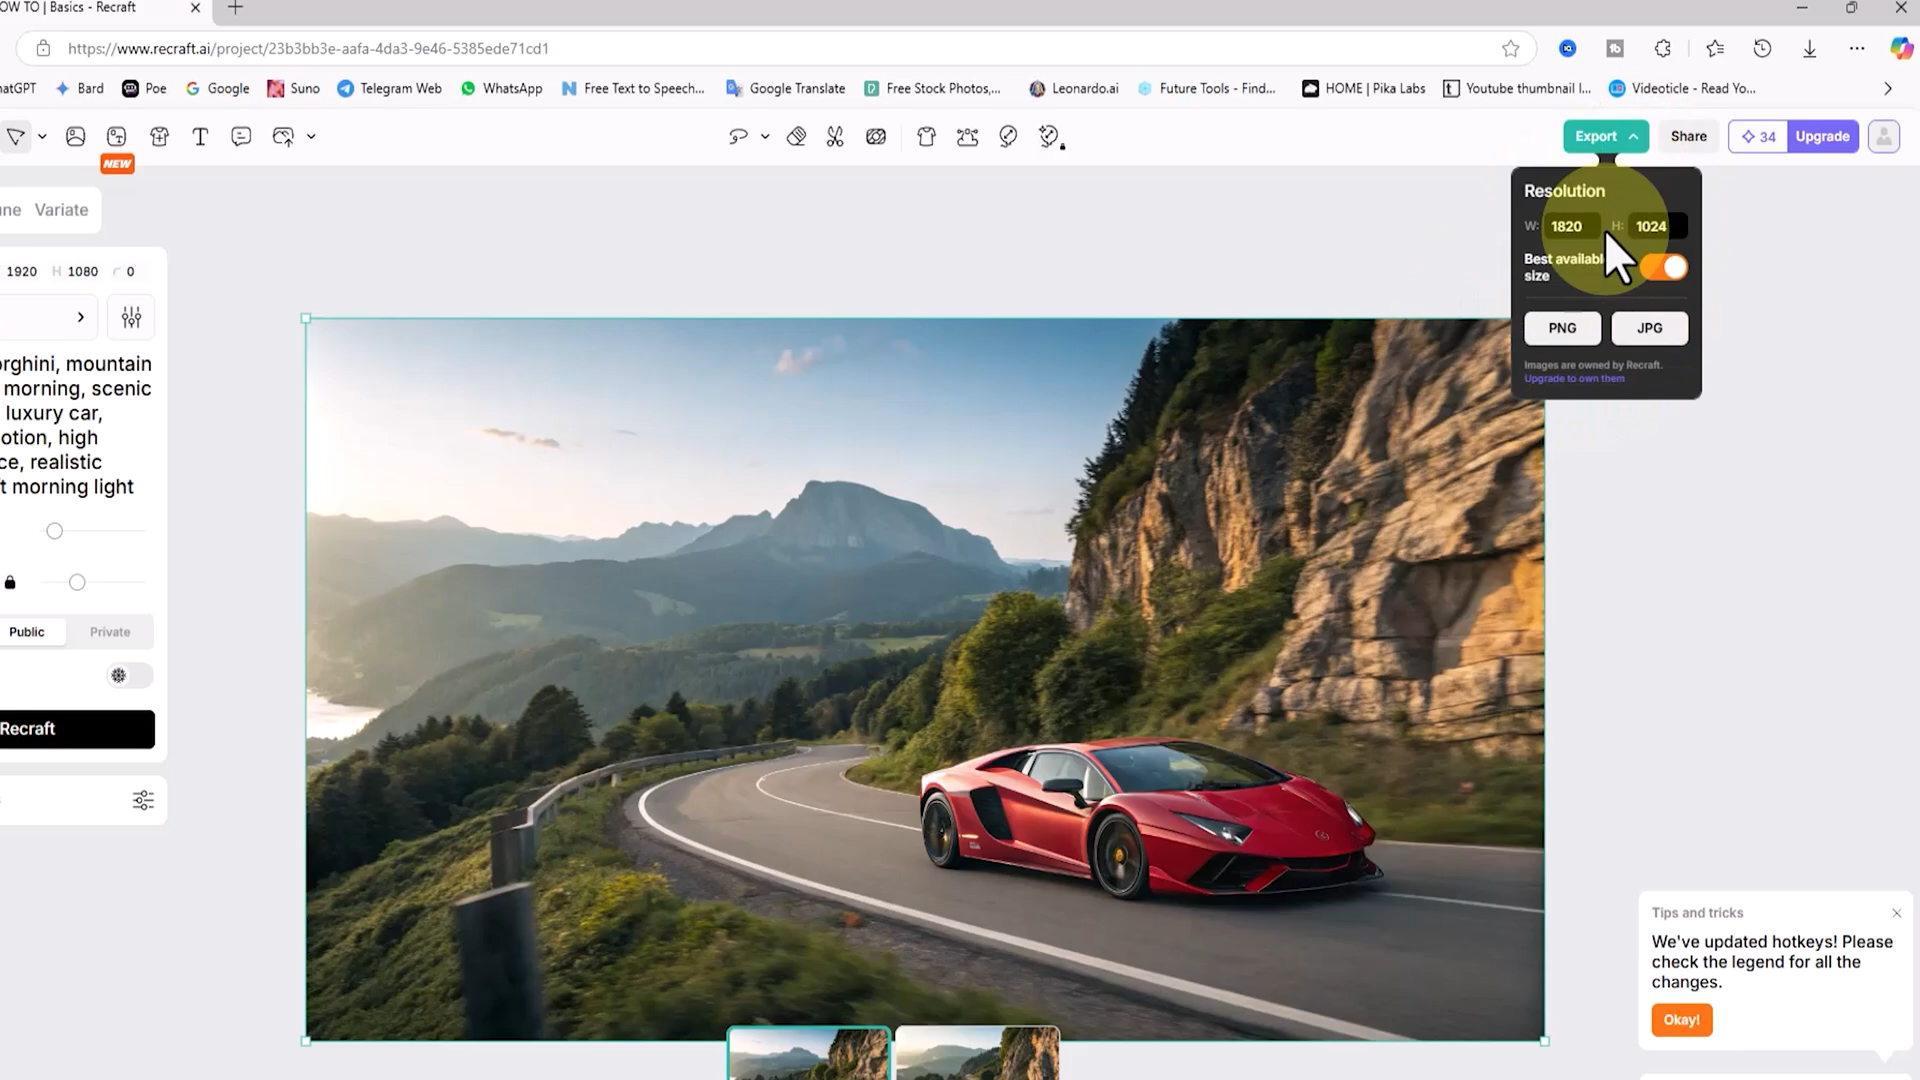 OW TO | Basics - Recraft
https://www.recraft.ai/project/23b3bb3e-aafa-4da3-9e46-5385ede71cd1
hatGPT Bard Poe Google Suno Telegram Web WhatsApp Free Text to Speech... Google Translate Free Stock Photos,... Leonardo.ai Future Tools - Find... HOME | Pika Labs Youtube thumbnail l... Videoticle - Read Yo...
Export Share 34 Upgrade
NEW
Resolution
W: 1820 H: 1024
Best availabl
size
PNG JPG
Images are owned by Recraft.
Upgrade to own them
une Variate
1920 H 1080 0
orghini, mountain
morning, scenic
luxury car,
otion, high
ce, realistic
t morning light
Public Private
Recraft
Tips and tricks
We've updated hotkeys! Please
check the legend for all the
changes.
Okay!